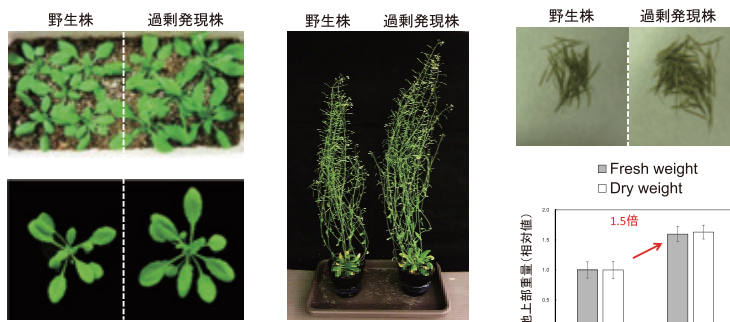 野生株 過剰発現株
野生株 過剰発現株
野生株 過剰発現株
Fresh weight
Dry weight
地上部重量(相対値)
2.0
1.5倍
1.5
1.0
0.5